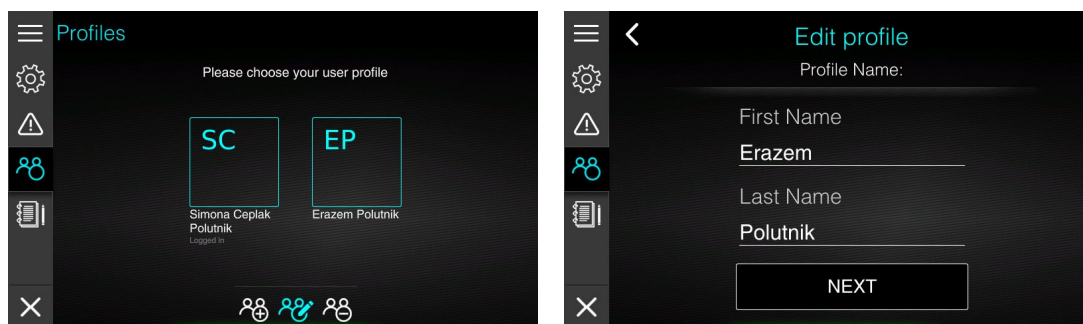 Profiles
Please choose your user profile
SC
EP
Simona Ceplak
Polutnik
Logged in
Erazem Polutnik
Edit profile
Profile Name:
First Name
Erazem
Last Name
Polutnik
NEXT